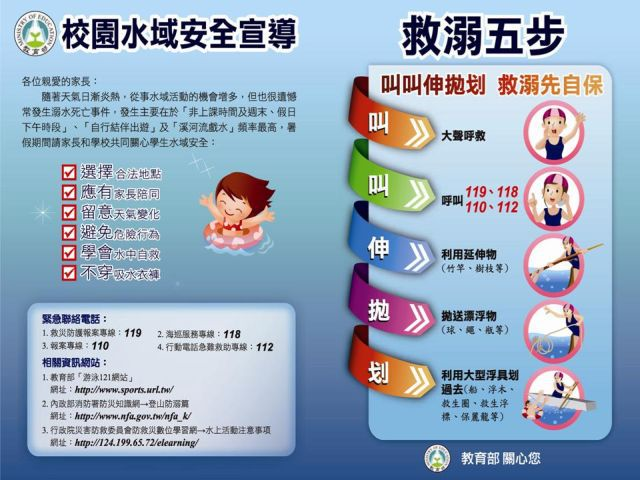 MINISTRY OF EDUCATION
教育部
校園水域安全宣導
各位親愛的家長：
隨著天氣日漸炎熱，從事水域活動的機會增多，但也很遺憾
常發生溺水死亡事件，發生主要在於「非上課時間及週末、假日
下午時段」、「自行結伴出遊」及「溪河流戲水」頻率最高，暑
假期間請家長和學校共同關心學生水域安全：
選擇合法地點
應有家長陪同
留意天氣變化
避免危險行為
學會水中自救
不穿吸水衣褲
緊急聯絡電話：
1. 救災防護報案專線：119 2. 海巡服務專線：118
3. 報案專線：110 4. 行動電話急難救助專線：112
相關資訊網站：
1. 教育部「游泳121網站」
網址：http://www.sports.url.tw/
2. 內政部消防署防災知識網→登山防溺篇
網址：http://www.nfa.gov.tw/nfa_k/
3. 行政院災害防救委員會防救災數位學習網→水上活動注意事項
網址：http://124.199.65.72/elearning/
救溺五步
叫叫伸拋划 救溺先自保
叫
大聲呼救
叫
呼叫119、118
110、112
伸
利用延伸物
(竹竿、樹枝等)
拋
拋送漂浮物
(球、繩、瓶等)
划
利用大型浮具划
過去(船、浮木、
救生圈、救生浮
標、保麗龍等)
教育部 關心您